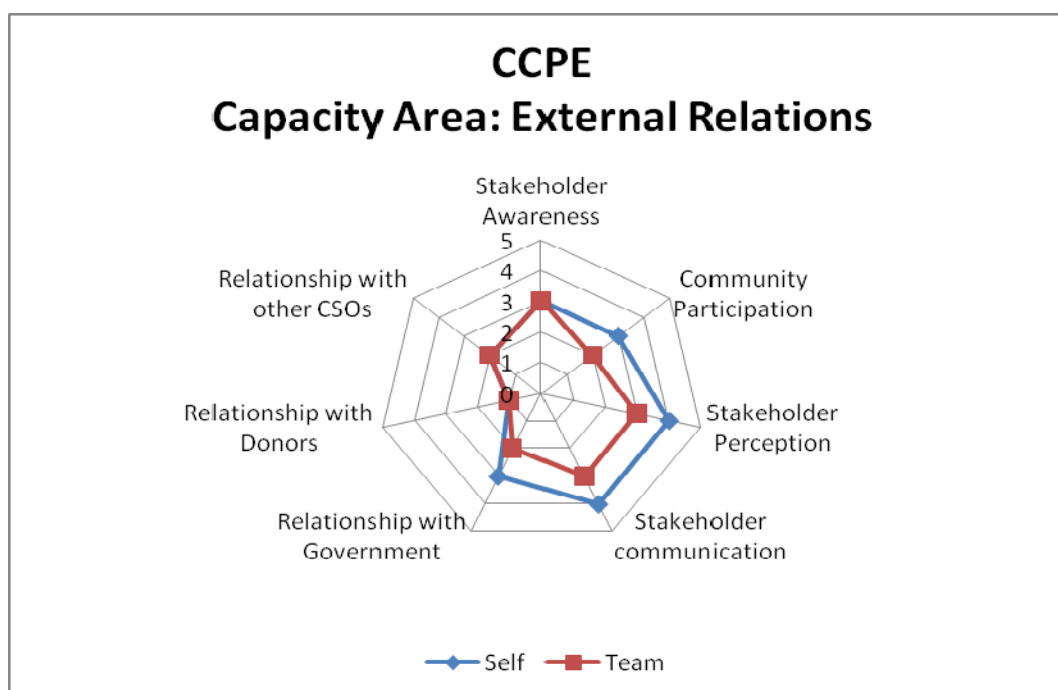 CCPE
Capacity Area: External Relations
Stakeholder
Awareness
5
4
3
2
1
0
Community
Participation
Stakeholder
Perception
Stakeholder
communication
Relationship with
Government
Relationship with
Donors
Relationship with
other CSOs
Self
Team